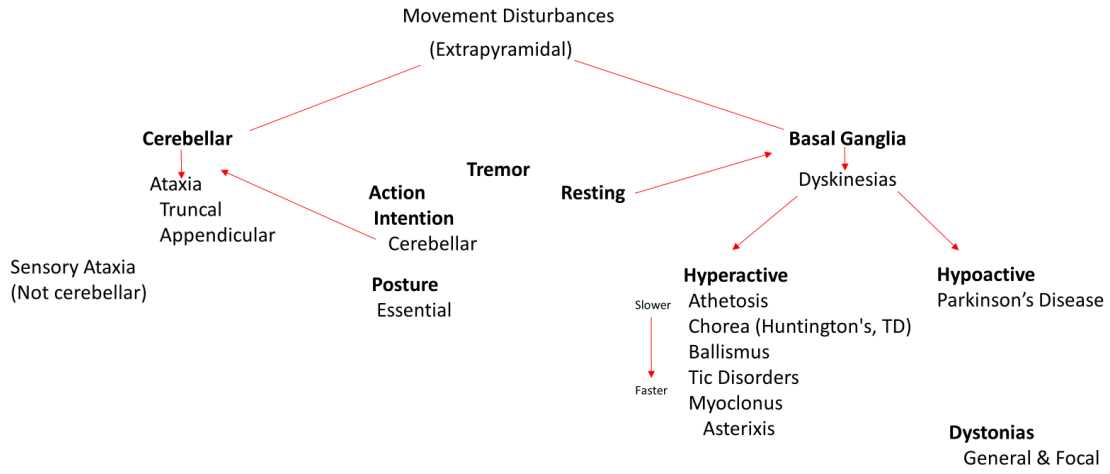 Movement Disturbances
(Extrapyramidal)
Cerebellar
Ataxia
Truncal
Appendicular
Sensory Ataxia
(Not cerebellar)
Tremor
Action
Intention
Cerebellar
Posture
Essential
Resting
Basal Ganglia
Dyskinesias
Hyperactive
Athetosis
Chorea (Huntington's, TD)
Ballismus
Tic Disorders
Myoclonus
Asterixis
Slower
Faster
Hypoactive
Parkinson’s Disease
Dystonias
General & Focal